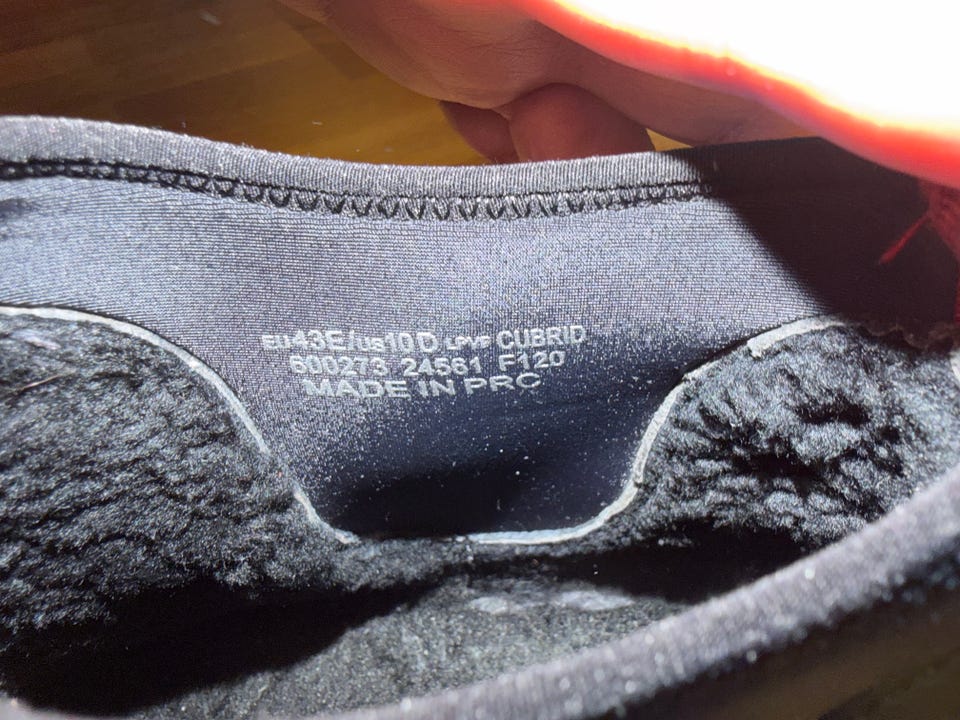 EU43E/US10D LPVF CUBRID
600273 24561 F120
MADE IN PRC